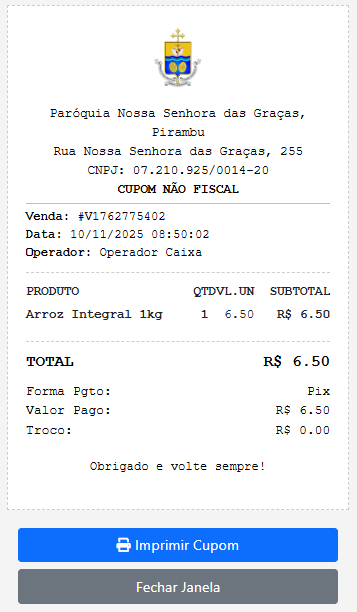 Paróquia Nossa Senhora das Graças,
Pirambu
Rua Nossa Senhora das Graças, 255
CNPJ: 07.210.925/0014-20
CUPOM NÃO FISCAL
Venda: #V1762775402
Data: 10/11/2025 08:50:02
Operador: Operador Caixa
PRODUTO QTDVL.UN SUBTOTAL
Arroz Integral 1kg 1 6.50 R$ 6.50
TOTAL R$ 6.50
Forma Pgto: Pix
Valor Pago: R$ 6.50
Troco: R$ 0.00
Obrigado e volte sempre!
Imprimir Cupom
Fechar Janela